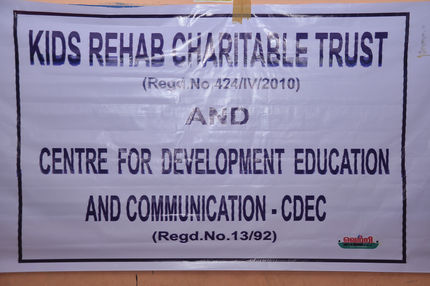 KIDS REHAB CHARITABLE TRUST
(Regd.No.424/IV/2010)
AND
CENTRE FOR DEVELOPMENT EDUCATION
AND COMMUNICATION - CDEC
(Regd.No.13/92)